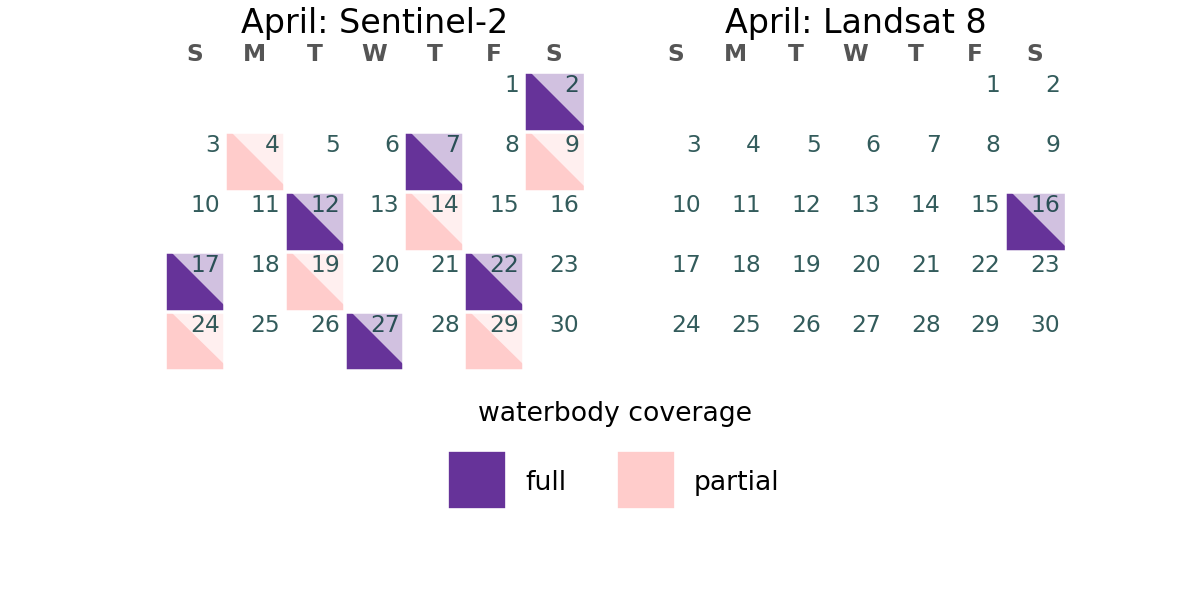 April: Sentinel-2
S M T W T F S
1 2
3 4 5 6 7 8 9
10 11 12 13 14 15 16
17 18 19 20 21 22 23
24 25 26 27 28 29 30
April: Landsat 8
S M T W T F S
1 2
3 4 5 6 7 8 9
10 11 12 13 14 15 16
17 18 19 20 21 22 23
24 25 26 27 28 29 30
waterbody coverage
full
partial